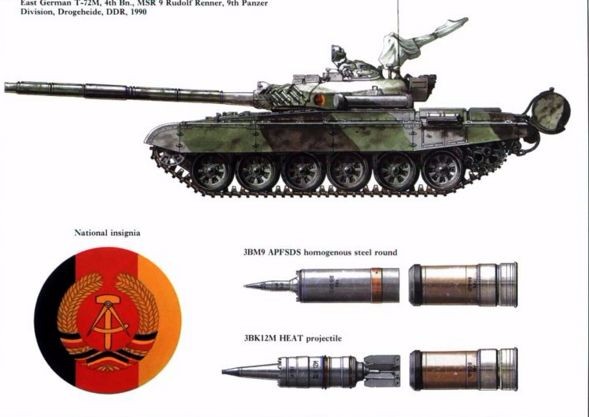 East German T-72M, 4th Bn., MSR 9 Rudolf Renner, 9th Panzer
Division, Drogeheide, DDR, 1990
National insignia
3BM9 APFSDS homogenous steel round
3BK12M HEAT projectile